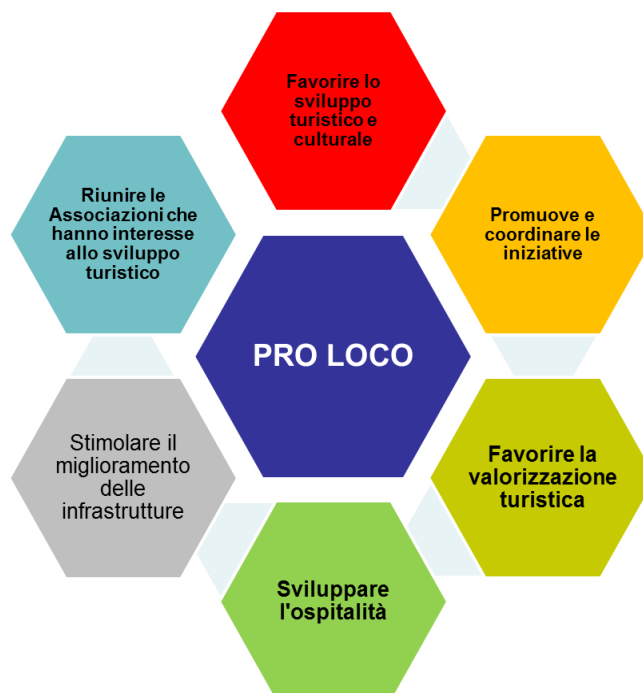 Favorire lo
sviluppo
turistico e
culturale
Promuove e
coordinare le
iniziative
Favorire la
valorizzazione
turistica
Sviluppare
l'ospitalità
Stimolare il
miglioramento
delle
infrastrutture
Riunire le
Associazioni che
hanno interesse
allo sviluppo
turistico
PRO LOCO